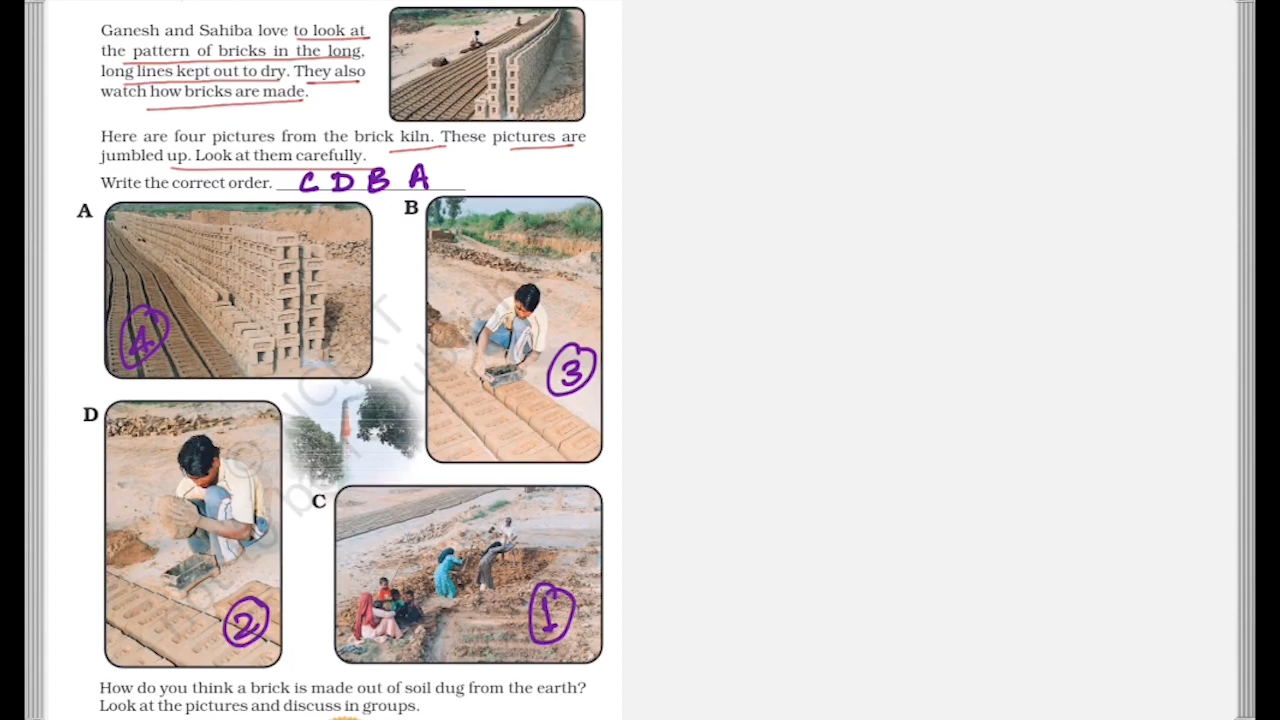 Ganesh and Sahiba love to look at
the pattern of bricks in the long,
long lines kept out to dry. They also
watch how bricks are made.
Here are four pictures from the brick kiln. These pictures are
jumbled up. Look at them carefully.
Write the correct order. C D B A
A
B
4
3
D
C
2
1
How do you think a brick is made out of soil dug from the earth?
Look at the pictures and discuss in groups.